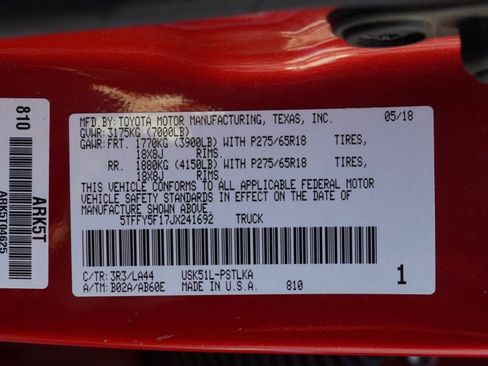 MFD.BY:TOYOTA MOTOR MANUFACTURING, TEXAS, INC. 05/18
GVWR:3175KG (7000LB)
GAWR:FRT. 1770KG (3900LB) WITH P275/65R18 TIRES,
18X8J RIMS.
RR. 1880KG (4150LB) WITH P275/65R18 TIRES,
18X8J RIMS.
THIS VEHICLE CONFORMS TO ALL APPLICABLE FEDERAL MOTOR
VEHICLE SAFETY STANDARDS IN EFFECT ON THE DATE OF
MANUFACTURE SHOWN ABOVE.
5TFFY5F17JX241692 TRUCK
C/TR: 3R3/LA44 USK51L-PSTLKA
A/TM: B02A/AB60E MADE IN U.S.A. 810
1
810
ARK5T
ARK5T04625